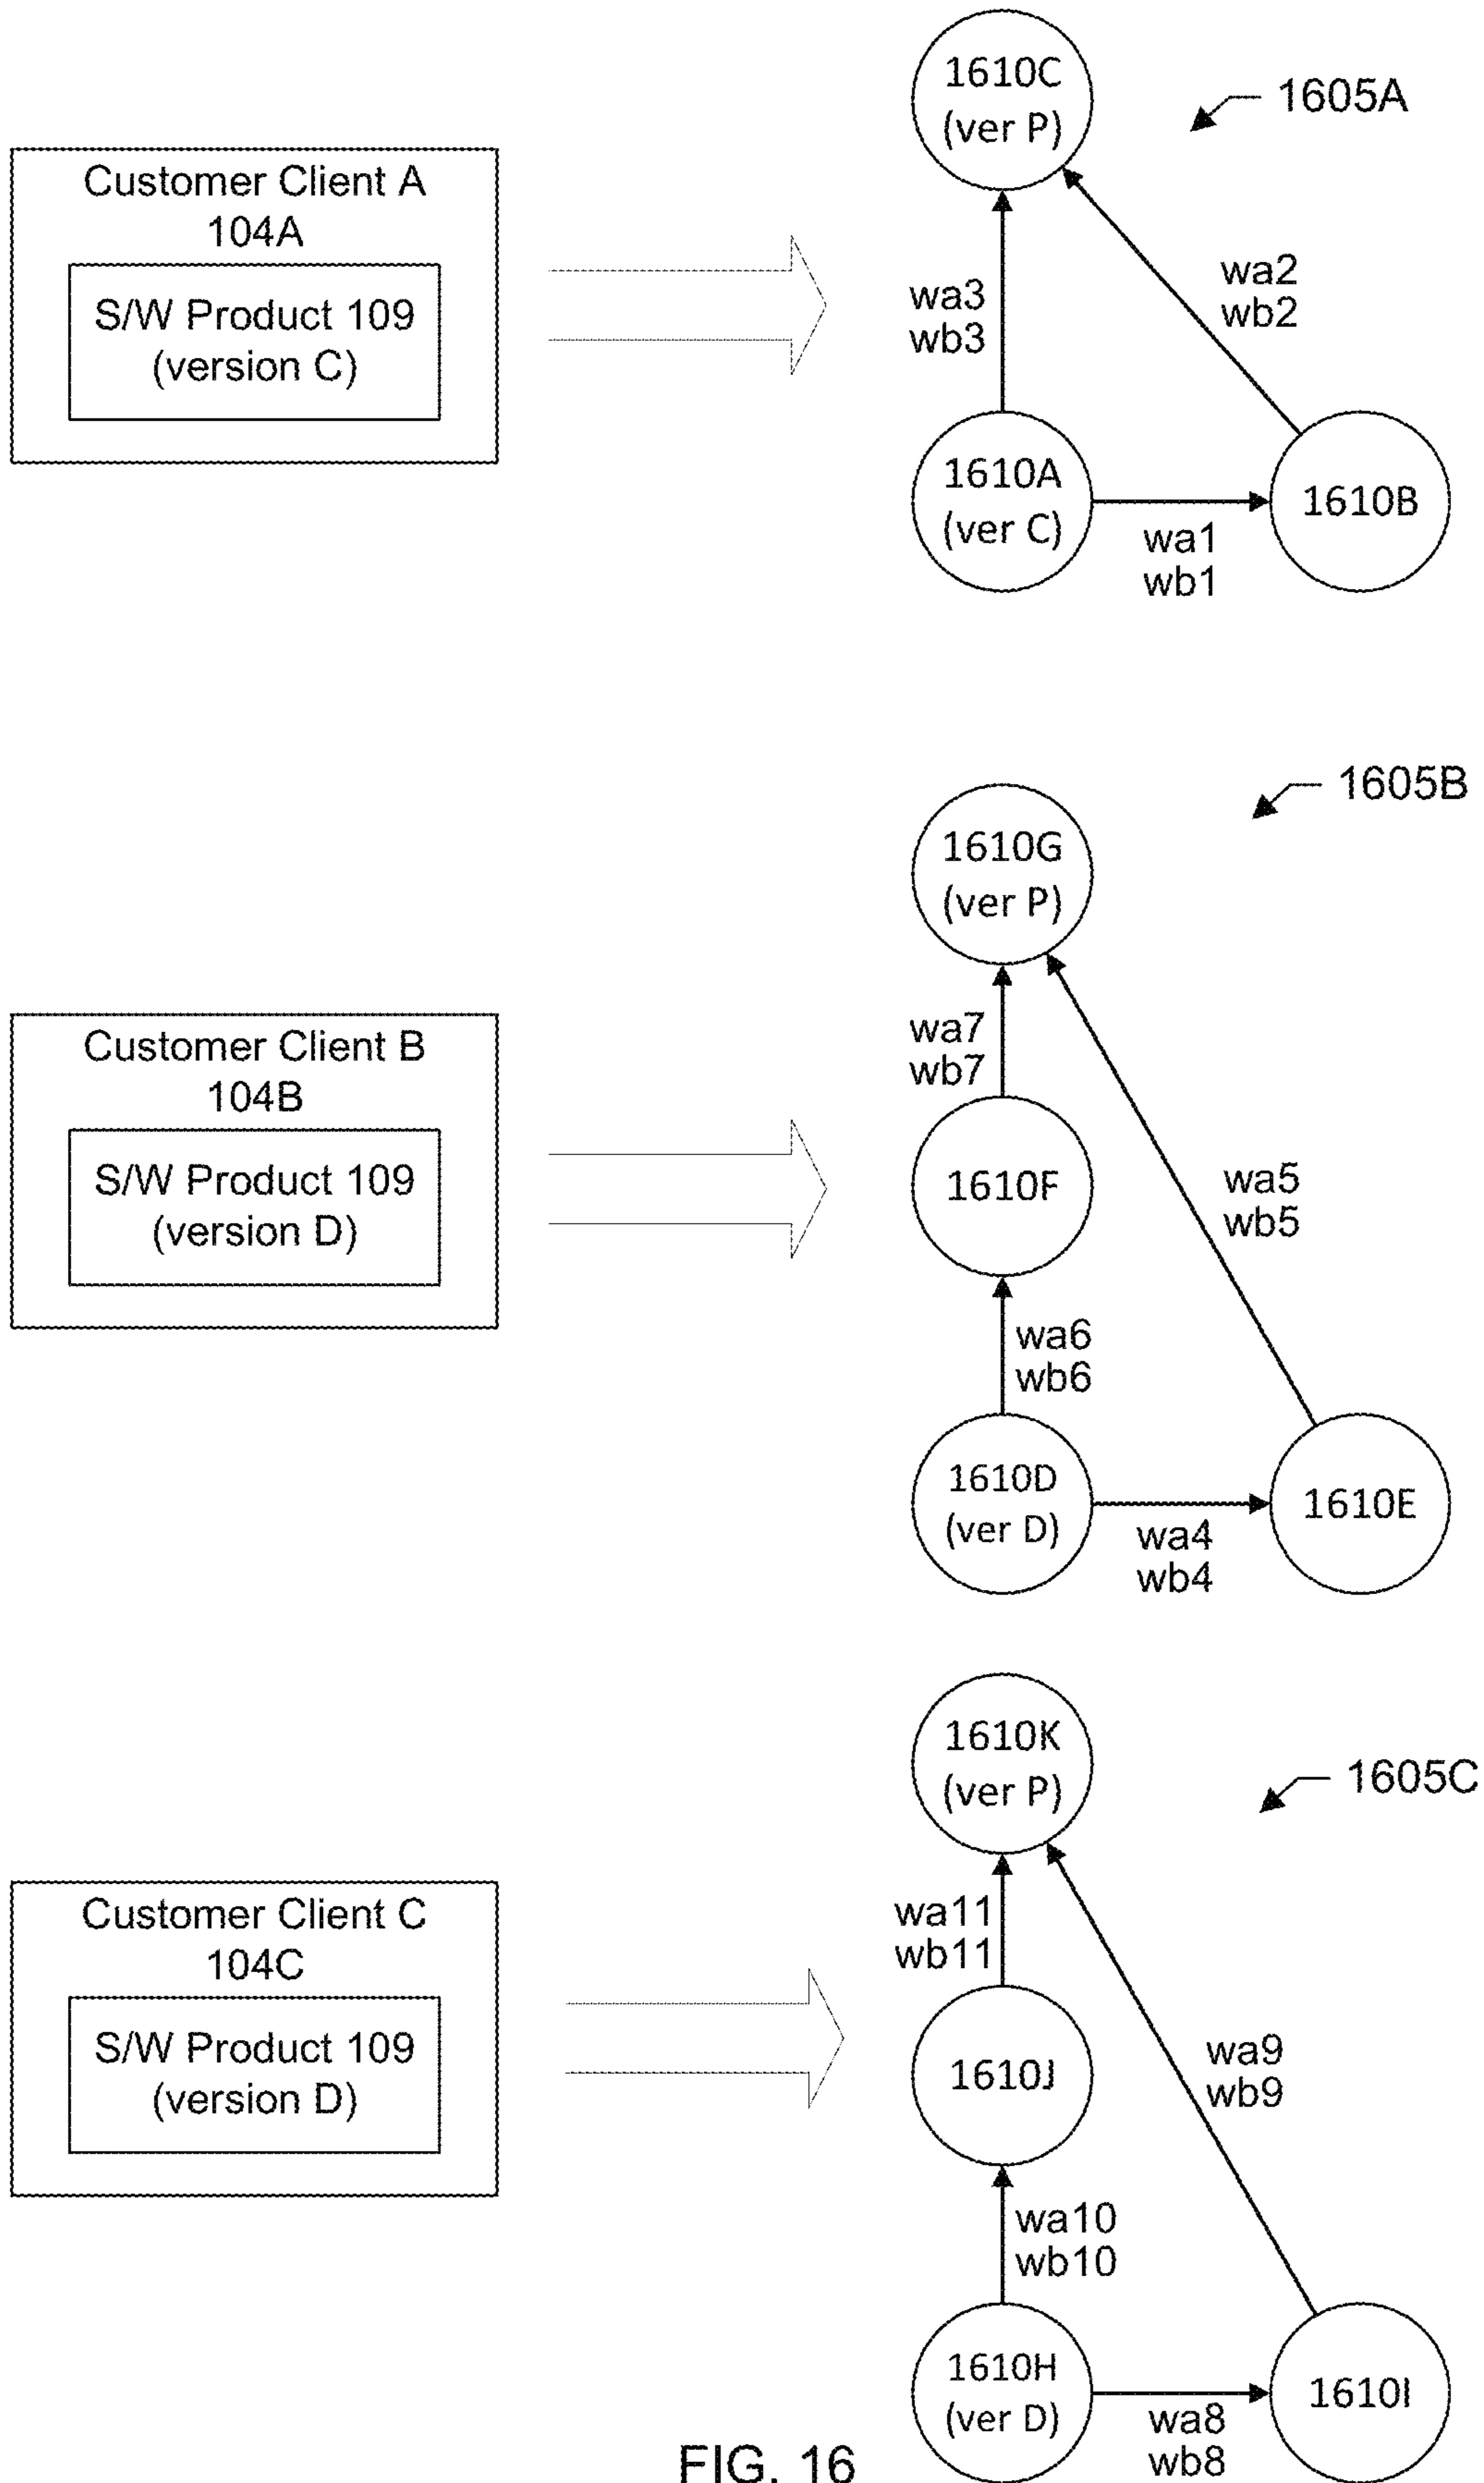 1610C
(ver P)
1605A
Customer Client A
104A
S/W Product 109
(version C)
wa3
wb3
wa2
wb2
1610A
(ver C)
1610B
wa1
wb1
1605B
1610G
(ver P)
Customer Client B
104B
S/W Product 109
(version D)
wa7
wb7
1610F
wa5
wb5
wa6
wb6
1610D
(ver D)
1610E
wa4
wb4
1610K
(ver P)
1605C
Customer Client C
104C
S/W Product 109
(version D)
wa11
wb11
1610J
wa9
wb9
wa10
wb10
1610H
(ver D)
1610I
wa8
wb8
FIG. 16